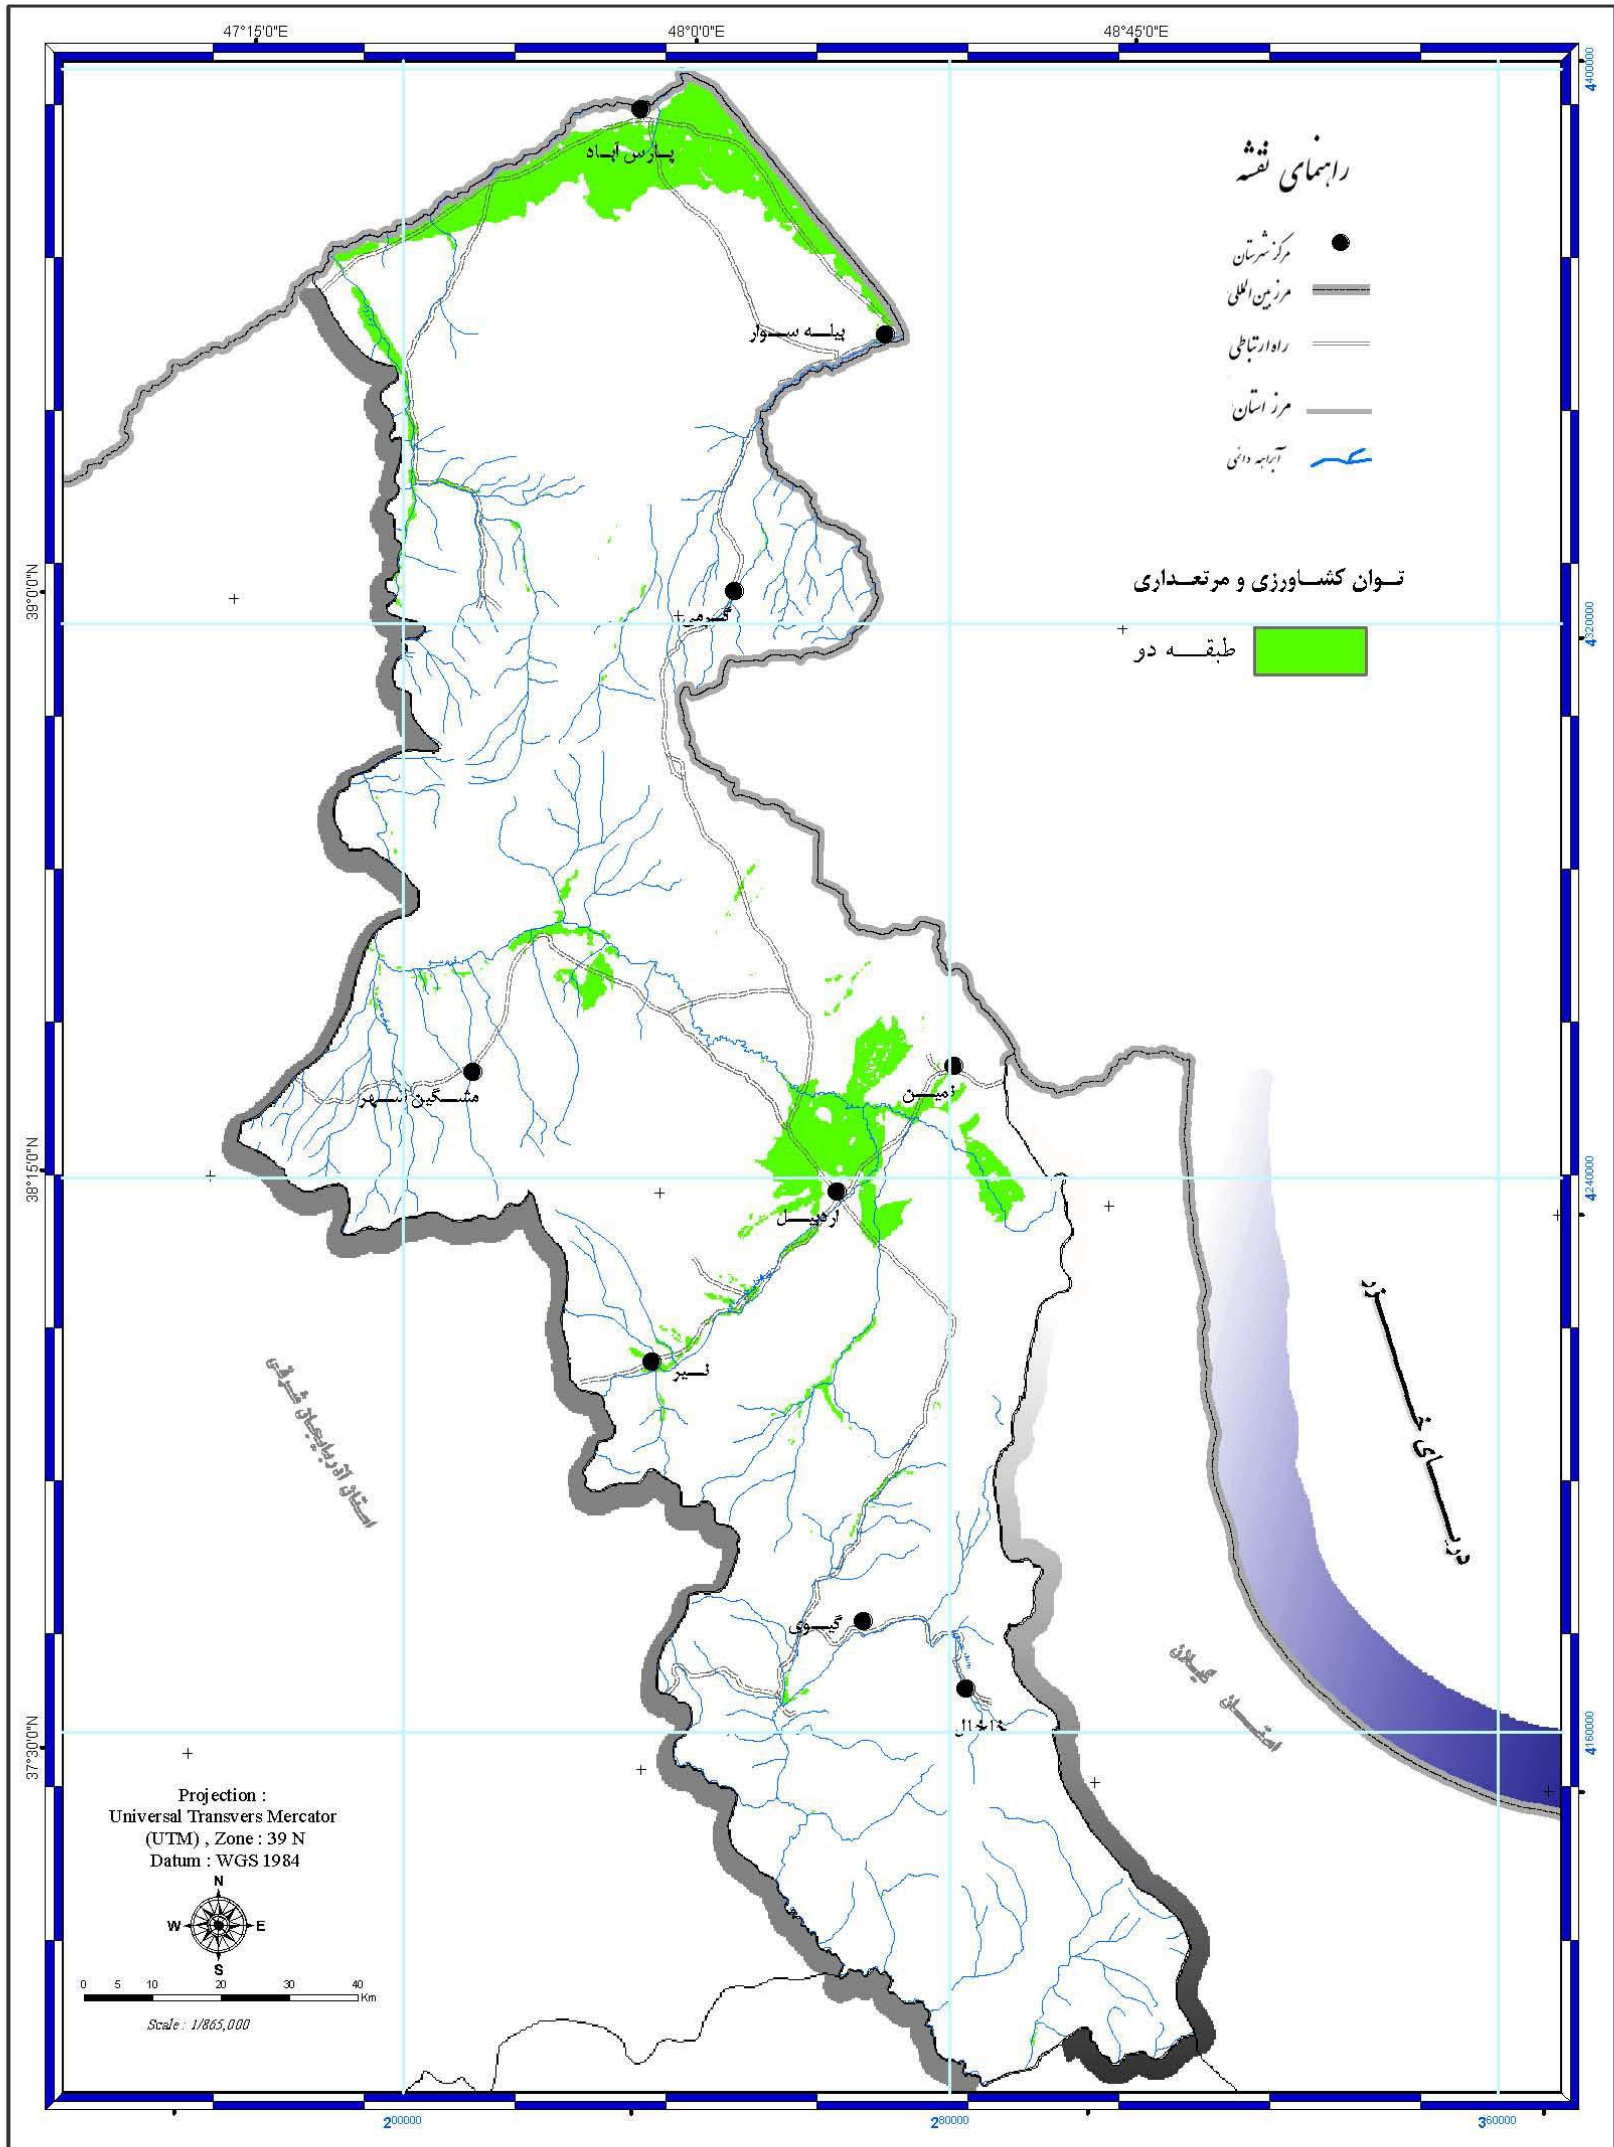 47°15'0"E
48°0'0"E
48°45'0"E
4400000
راهنمای نقشه
مرکز شهرستان
مرز بین المللی
راه ارتباطی
مرز استان
آبراهه دائمی
توان کشاورزی و مرتعداری
طبقه دو
پارس آباد
بیله سوار
گرمی
39°0'0"N
4320000
مشگین شهر
نمین
38°15'0"N
4240000
اردبیل
نیر
استان آذربایجان شرقی
دریای خزر
گیوی
خلخال
استان گیلان
37°30'0"N
4160000
Projection :
Universal Transvers Mercator
(UTM) , Zone : 39 N
Datum : WGS 1984
N
W E
S
0 5 10 20 30 40
Km
Scale : 1/865,000
200000
280000
360000